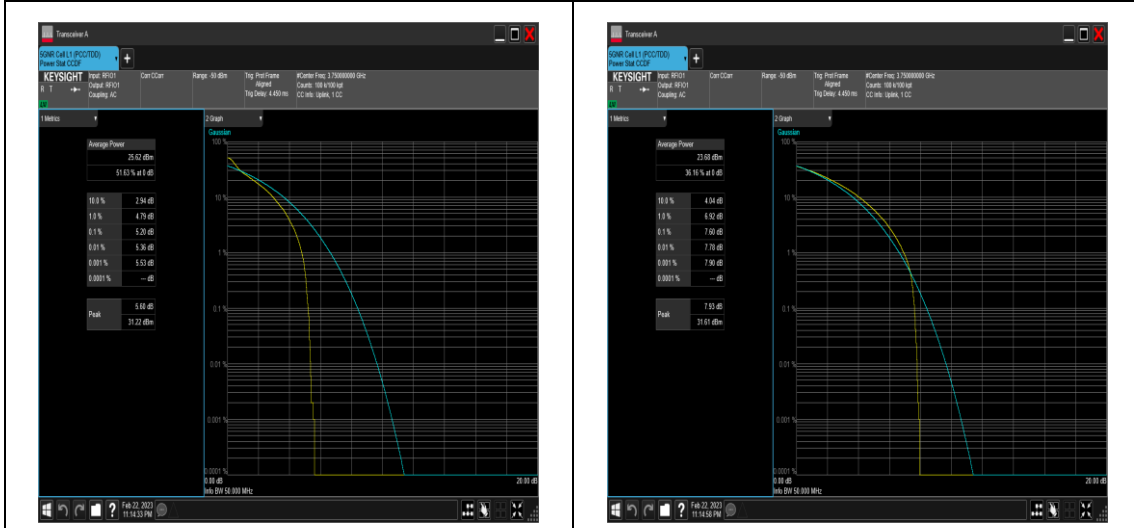 Transceiver A
5GNR Cell L1 (PCC/TDD)
Power Stat CCDF
+
KEYSIGHT
R T
LV
Input: RFIO1
Output: RFIO1
Coupling: AC
Corr CCorr
Range: -50 dBm
Trig: Prot Frame
Aligned
Trig Delay: 4.450 ms
#Center Freq: 3.750000000 GHz
Counts: 100 k/100 kpt
CC Info: Uplink, 1 CC
1 Metrics
Average Power
25.62 dBm
51.63 % at 0 dB
10.0 % 2.94 dB
1.0 % 4.79 dB
0.1 % 5.20 dB
0.01 % 5.36 dB
0.001 % 5.53 dB
0.0001 % --- dB
Peak
5.60 dB
31.22 dBm
2 Graph
Gaussian
100 %
10 %
1 %
0.1 %
0.01 %
0.001 %
0.0001 %
0.00 dB
20.00 dB
Info BW 50.000 MHz
Feb 22, 2023
11:14:33 PM
Transceiver A
5GNR Cell L1 (PCC/TDD)
Power Stat CCDF
+
KEYSIGHT
R T
LV
Input: RFIO1
Output: RFIO1
Coupling: AC
Corr CCorr
Range: -50 dBm
Trig: Prot Frame
Aligned
Trig Delay: 4.450 ms
#Center Freq: 3.750000000 GHz
Counts: 100 k/100 kpt
CC Info: Uplink, 1 CC
1 Metrics
Average Power
23.68 dBm
36.16 % at 0 dB
10.0 % 4.04 dB
1.0 % 6.92 dB
0.1 % 7.60 dB
0.01 % 7.78 dB
0.001 % 7.90 dB
0.0001 % --- dB
Peak
7.93 dB
31.61 dBm
2 Graph
Gaussian
100 %
10 %
1 %
0.1 %
0.01 %
0.001 %
0.0001 %
0.00 dB
20.00 dB
Info BW 50.000 MHz
Feb 22, 2023
11:14:58 PM